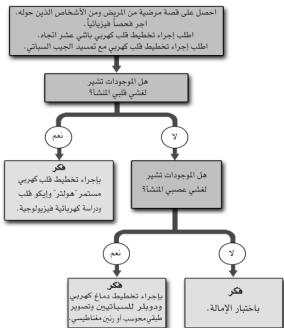 احصل على قصة مرضية من المريض ومن الأشخاص الذين حوله.
اجر فحصاً فيزيائياً.
اطلب إجراء تخطيط قلب كهربي باثني عشر اتجاه.
اطلب إجراء تخطيط قلب كهربي مع تمسيد الجيب السباتي.
هل الموجودات تشير
لغشي قلبي المنشأ؟
نعم
لا
فكر
بإجراء تخطيط قلب كهربي
مستمر "هولتر" وإيكو قلب
ودراسة كهربائية فيزيولوجية.
هل الموجودات تشير
لغشي عصبي المنشأ؟
نعم
لا
فكر
بإجراء تخطيط دماغ كهربي
ودوبلر للسباتيين وتصوير
طبقي محوسب أو رنين مغناطيسي.
فكر
باختبار الإمالة.